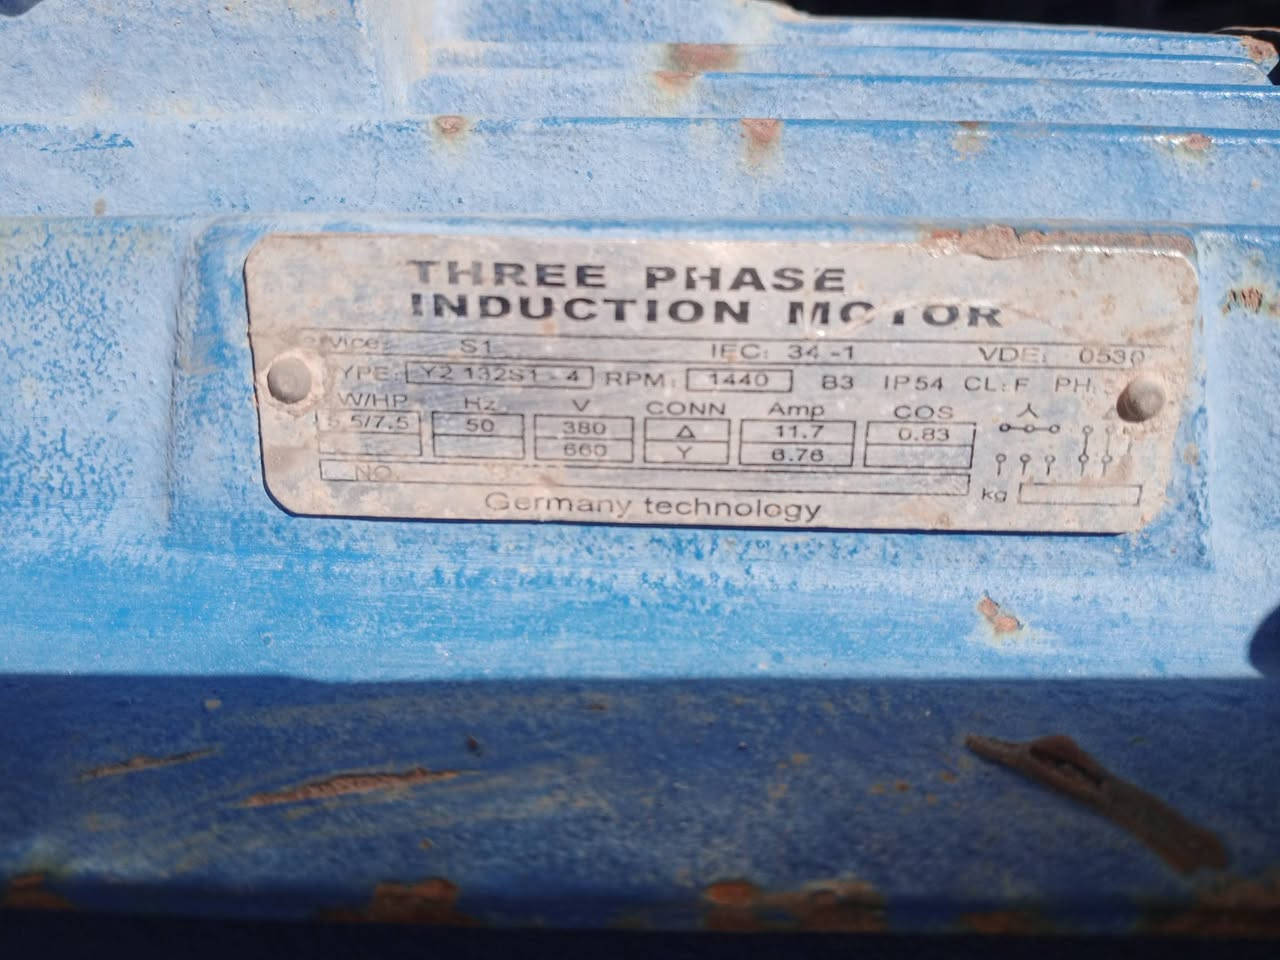 THREE PHASE
INDUCTION MOTOR
S1 IEC: 34-1 VDE: 0530
Y2 132S1-4 RPM: 1440 B3 IP54 CL:F PH:
W/HP Hz V CONN Amp COS
5.5/7.5 50 380 Δ 11.7 0.83
660 Y 6.76
NO. kg
Germany technology